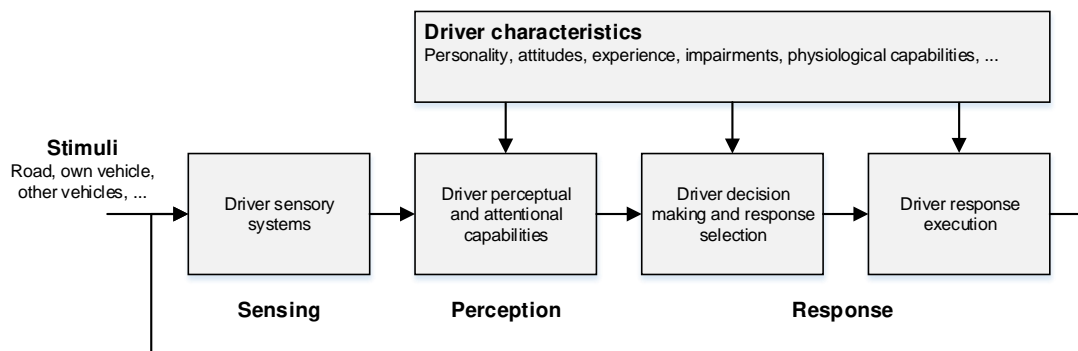 Driver characteristics
Personality, attitudes, experience, impairments, physiological capabilities, ...
Stimuli
Road, own vehicle,
other vehicles, ...
Driver sensory
systems
Driver perceptual
and attentional
capabilities
Driver decision
making and response
selection
Driver response
execution
Sensing
Perception
Response